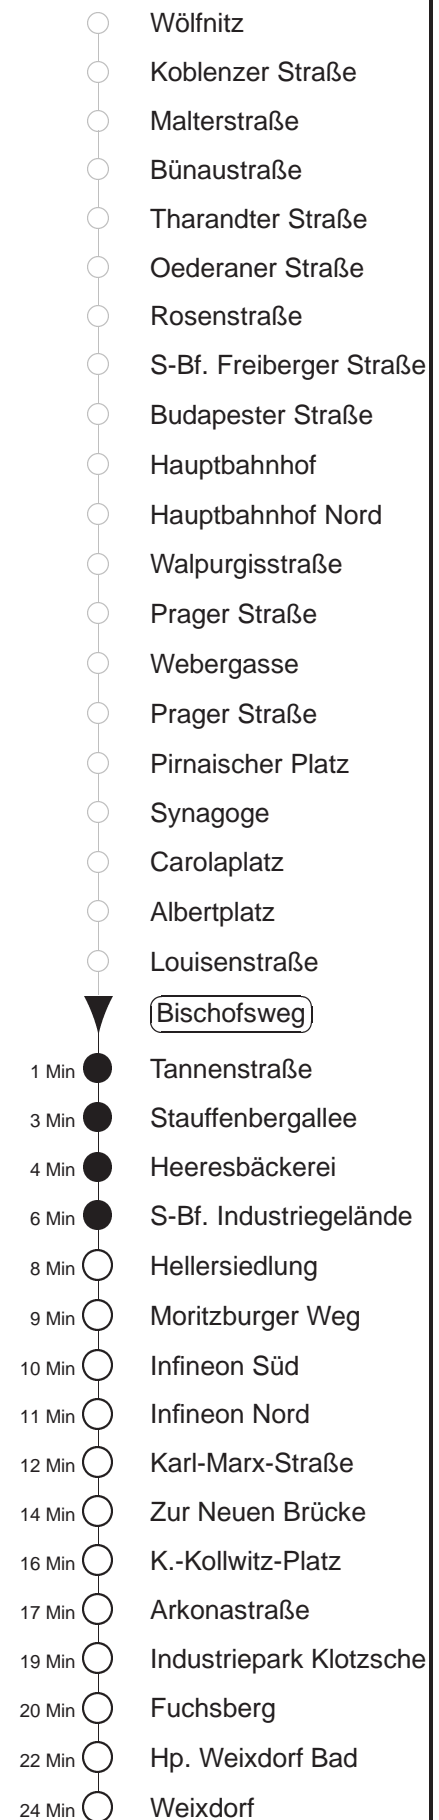 Wölfnitz
Koblenzer Straße
Malterstraße
Bünaustraße
Tharandter Straße
Oederaner Straße
Rosenstraße
S-Bf. Freiberger Straße
Budapester Straße
Hauptbahnhof
Hauptbahnhof Nord
Walpurgisstraße
Prager Straße
Webergasse
Prager Straße
Pirnaischer Platz
Synagoge
Carolaplatz
Albertplatz
Louisenstraße
Bischofsweg
1 Min Tannenstraße
3 Min Stauffenbergallee
4 Min Heeresbäckerei
6 Min S-Bf. Industriegelände
8 Min Hellersiedlung
9 Min Moritzburger Weg
10 Min Infineon Süd
11 Min Infineon Nord
12 Min Karl-Marx-Straße
14 Min Zur Neuen Brücke
16 Min K.-Kollwitz-Platz
17 Min Arkonastraße
19 Min Industriepark Klotzsche
20 Min Fuchsberg
22 Min Hp. Weixdorf Bad
24 Min Weixdorf